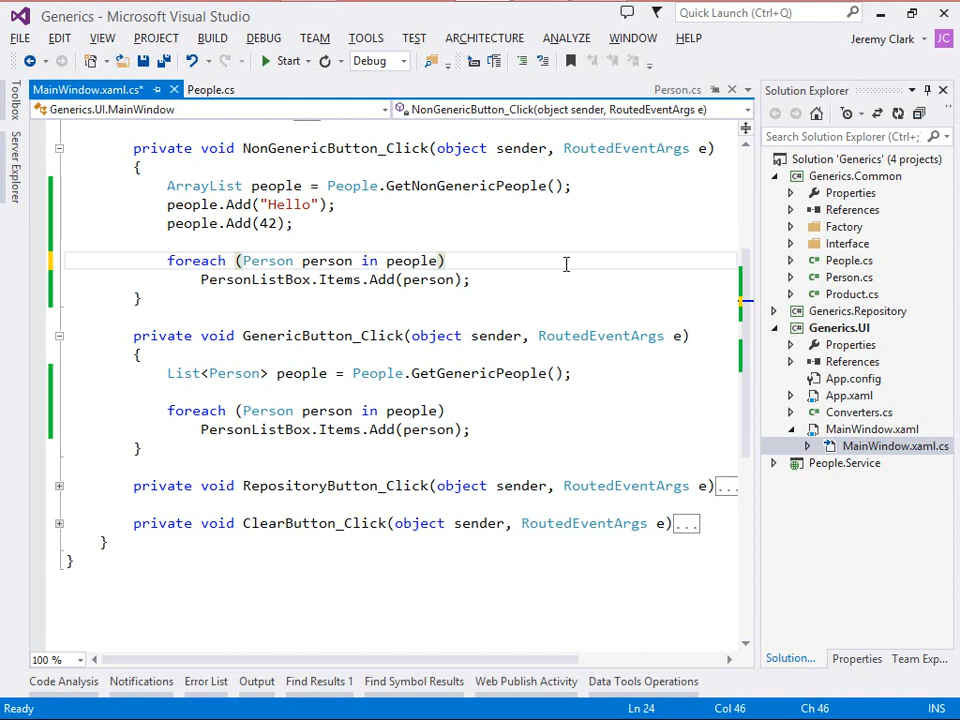 Generics - Microsoft Visual Studio
Quick Launch (Ctrl+Q)
FILE EDIT VIEW PROJECT BUILD DEBUG TEAM TOOLS TEST ARCHITECTURE ANALYZE WINDOW HELP
Jeremy Clark JC
Start Debug
Toolbox
Server Explorer
MainWindow.xaml.cs* People.cs Person.cs
Generics.UI.MainWindow NonGenericButton_Click(object sender, RoutedEventArgs e)
private void NonGenericButton_Click(object sender, RoutedEventArgs e)
{
ArrayList people = People.GetNonGenericPeople();
people.Add("Hello");
people.Add(42);
foreach (Person person in people)
PersonListBox.Items.Add(person);
}
private void GenericButton_Click(object sender, RoutedEventArgs e)
{
List<Person> people = People.GetGenericPeople();
foreach (Person person in people)
PersonListBox.Items.Add(person);
}
private void RepositoryButton_Click(object sender, RoutedEventArgs e)...
private void ClearButton_Click(object sender, RoutedEventArgs e)...
}
}
100 %
Solution Explorer
Search Solution Explorer (Ctrl+;
Solution 'Generics' (4 projects)
Generics.Common
Properties
References
Factory
Interface
People.cs
Person.cs
Product.cs
Generics.Repository
Generics.UI
Properties
References
App.config
App.xaml
Converters.cs
MainWindow.xaml
MainWindow.xaml.cs
People.Service
Solution... Properties Team Exp...
Code Analysis Notifications Error List Output Find Results 1 Find Symbol Results Web Publish Activity Data Tools Operations
Ready Ln 24 Col 46 Ch 46 INS